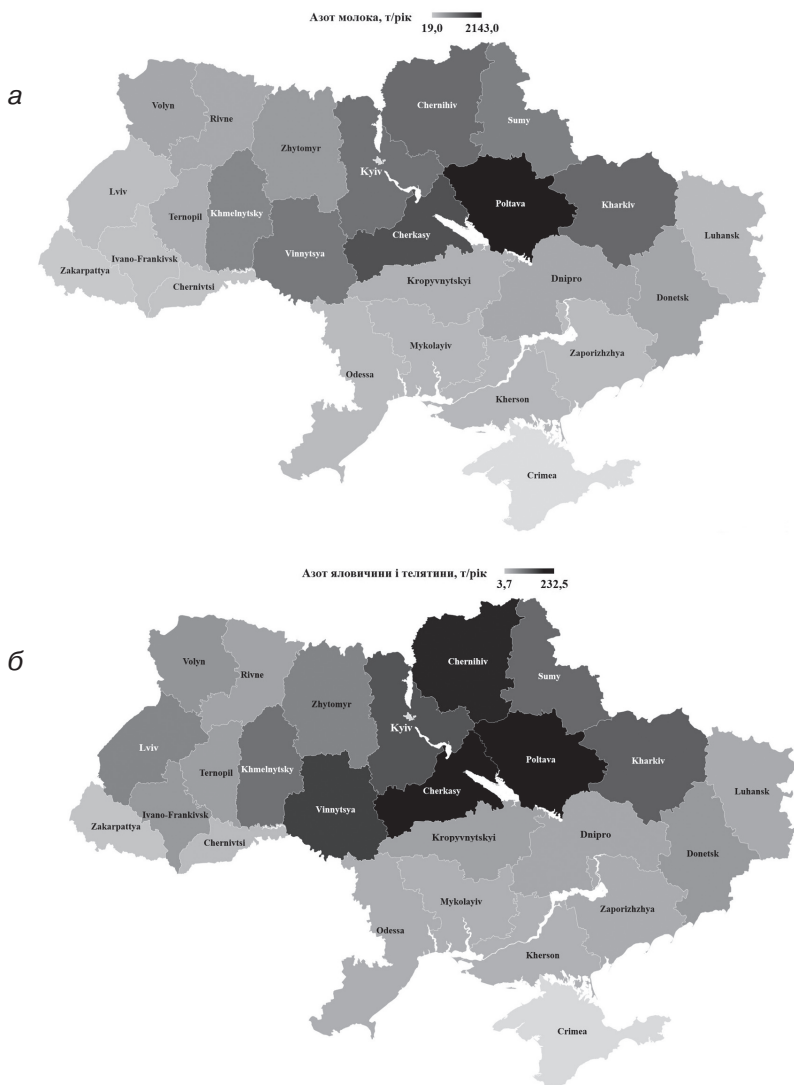 Азот молока, т/рік
19,0 2143,0
а
Chernihiv
Volyn
Rivne
Sumy
Zhytomyr
Kyiv
Lviv
Poltava
Kharkiv
Ternopil
Khmelnytsky
Luhansk
Cherkasy
Vinnytsya
Ivano-Frankivsk
Zakarpattya
Chernivtsi
Kropyvnytskyi
Dnipro
Donetsk
Mykolayiv
Zaporizhzhya
Odessa
Kherson
Crimea
Азот яловичини і телятини, т/рік
3,7 232,5
б
Chernihiv
Volyn
Rivne
Sumy
Zhytomyr
Kyiv
Lviv
Poltava
Kharkiv
Ternopil
Khmelnytsky
Luhansk
Cherkasy
Vinnytsya
Ivano-Frankivsk
Zakarpattya
Chernivtsi
Kropyvnytskyi
Dnipro
Donetsk
Mykolayiv
Zaporizhzhya
Odessa
Kherson
Crimea